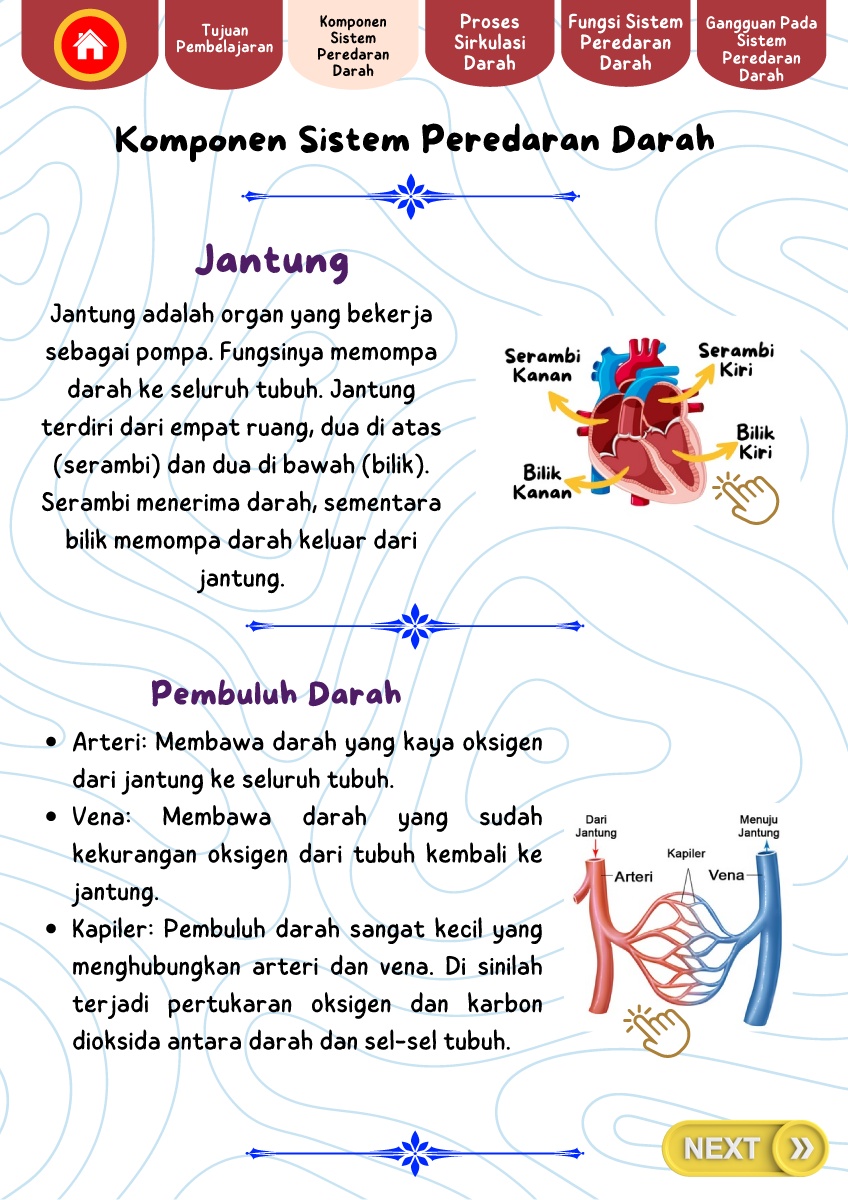 Tujuan
Pembelajaran
Komponen
Sistem
Peredaran
Darah
Proses
Sirkulasi
Darah
Fungsi Sistem
Peredaran
Darah
Gangguan Pada
Sistem
Peredaran
Darah
Komponen Sistem Peredaran Darah
Jantung
Jantung adalah organ yang bekerja
sebagai pompa. Fungsinya memompa
darah ke seluruh tubuh. Jantung
terdiri dari empat ruang, dua di atas
(serambi) dan dua di bawah (bilik).
Serambi menerima darah, sementara
bilik memompa darah keluar dari
jantung.
Serambi
Kanan
Serambi
Kiri
Bilik
Kiri
Bilik
Kanan
Pembuluh Darah
• Arteri: Membawa darah yang kaya oksigen
dari jantung ke seluruh tubuh.
• Vena: Membawa darah yang sudah
kekurangan oksigen dari tubuh kembali ke
jantung.
• Kapiler: Pembuluh darah sangat kecil yang
menghubungkan arteri dan vena. Di sinilah
terjadi pertukaran oksigen dan karbon
dioksida antara darah dan sel-sel tubuh.
Dari
Jantung
Menuju
Jantung
Kapiler
Arteri
Vena
NEXT »